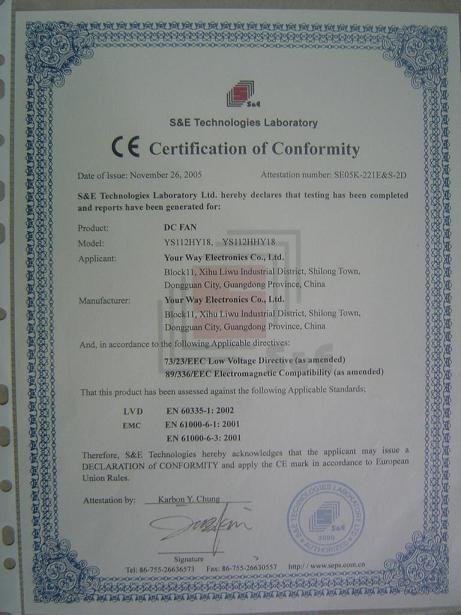 S&E
S&E Technologies Laboratory
CE Certification of Conformity
Date of Issue: November 26, 2005 Attestation number: SE05K-221E&S-2D
S&E Technologies Laboratory Ltd. hereby declares that testing has been completed
and reports have been generated for:
Product: DC FAN
Model: YS112HY18, YS112HHY18
Applicant: Your Way Electronics Co., Ltd.
Block11, Xihu Liwu Industrial District, Shilong Town,
Dongguan City, Guangdong Province, China
Manufacturer: Your Way Electronics Co., Ltd.
Block11, Xihu Liwu Industrial District, Shilong Town,
Dongguan City, Guangdong Province, China
And, in accordance to the following Applicable directives:
73/23/EEC Low Voltage Directive (as amended)
89/336/EEC Electromagnetic Compatibility (as amended)
That this product has been assessed against the following Applicable Standards;
LVD EN 60335-1: 2002
EMC EN 61000-6-1: 2001
EN 61000-6-3: 2001
Therefore, S&E Technologies hereby acknowledges that the applicant may issue a
DECLARATION of CONFORMITY and apply the CE mark in accordance to European
Union Rules.
Attestation by: Karbon Y. Chung
S&E TECHNOLOGIES LABORATORY LTD
S&E
2000
Signature
Tel: 86-755-26636573 Fax: 86-755-26630557 http://www.seps.com.cn